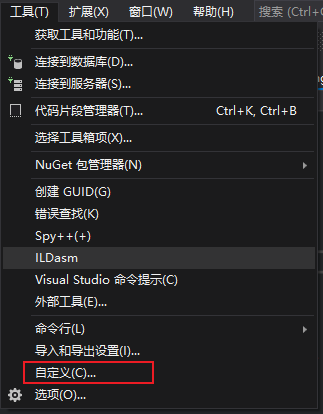 工具(T) 扩展(X) 窗口(W) 帮助(H) 搜索 (Ctrl+
获取工具和功能(T)...
连接到数据库(D)...
连接到服务器(S)...
代码片段管理器(T)... Ctrl+K, Ctrl+B
选择工具箱项(X)...
NuGet 包管理器(N)
创建 GUID(G)
错误查找(K)
Spy++(+)
ILDasm
Visual Studio 命令提示(C)
外部工具(E)...
命令行(L)
导入和导出设置(I)...
自定义(C)...
选项(O)...